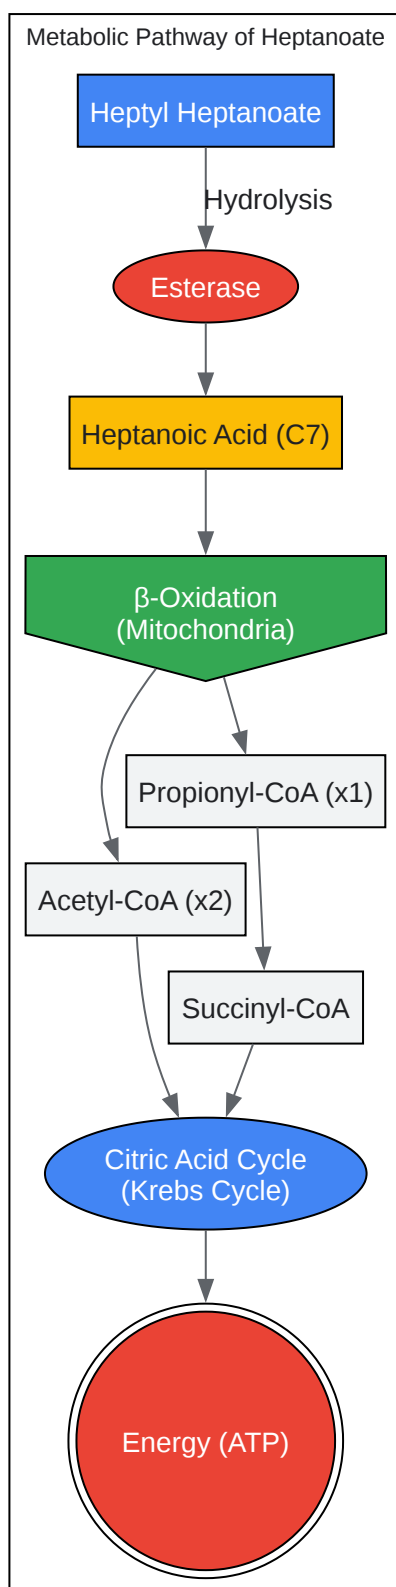 Metabolic Pathway of Heptanoate
Heptyl Heptanoate
Hydrolysis
Esterase
Heptanoic Acid (C7)
β-Oxidation
(Mitochondria)
Propionyl-CoA (x1)
Acetyl-CoA (x2)
Succinyl-CoA
Citric Acid Cycle
(Krebs Cycle)
Energy (ATP)